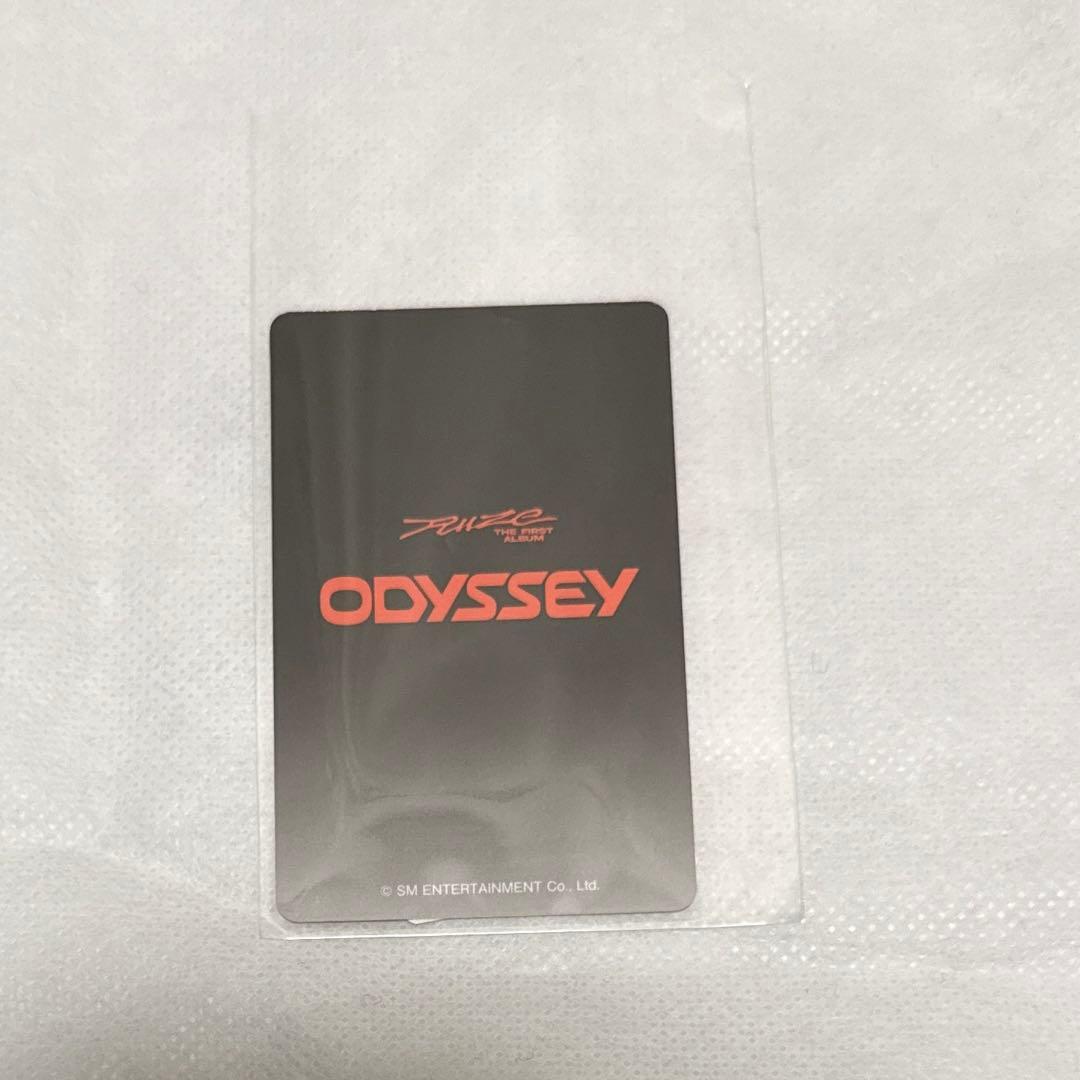 RIIZE
THE FIRST
ALBUM
ODYSSEY
© SM ENTERTAINMENT Co., Ltd.